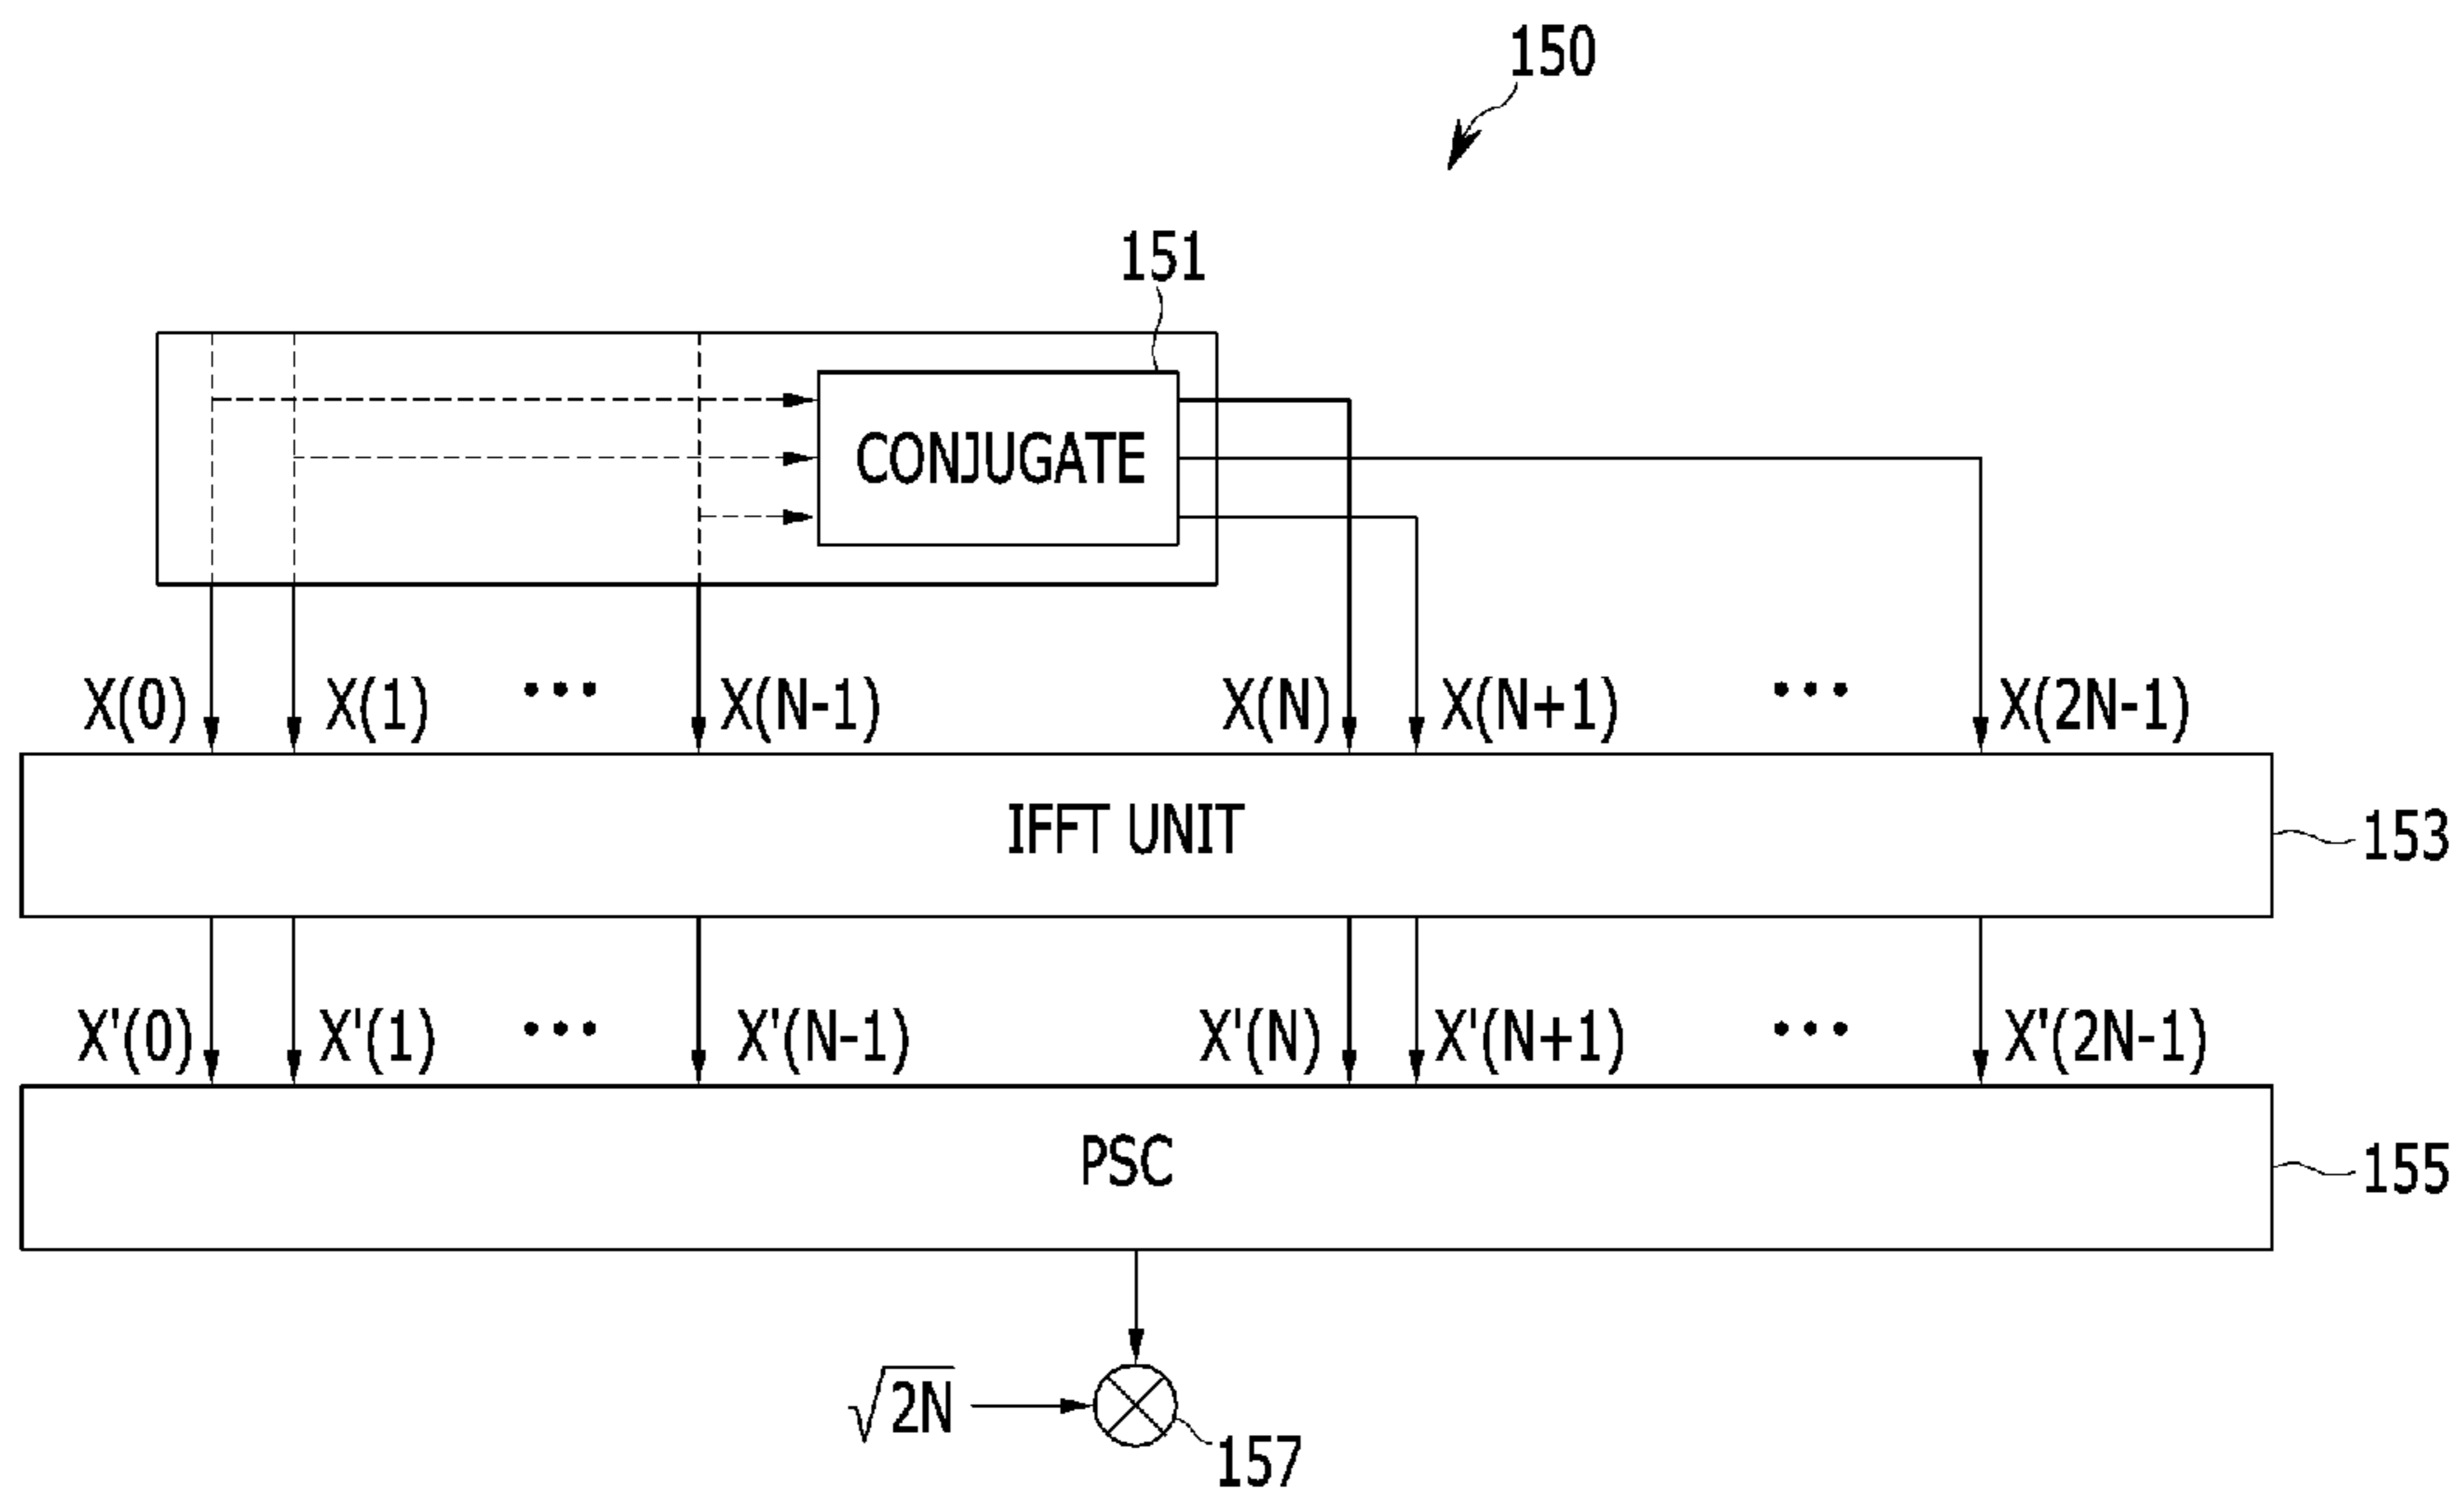 150
151
CONJUGATE
X(0) X(1) ... X(N-1) X(N) X(N+1) ... X(2N-1)
IFFT UNIT
153
X'(0) X'(1) ... X'(N-1) X'(N) X'(N+1) ... X'(2N-1)
PSC
155
√2N
157